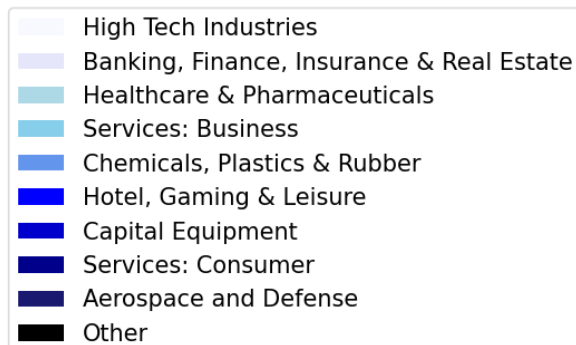 High Tech Industries
Banking, Finance, Insurance & Real Estate
Healthcare & Pharmaceuticals
Services: Business
Chemicals, Plastics & Rubber
Hotel, Gaming & Leisure
Capital Equipment
Services: Consumer
Aerospace and Defense
Other